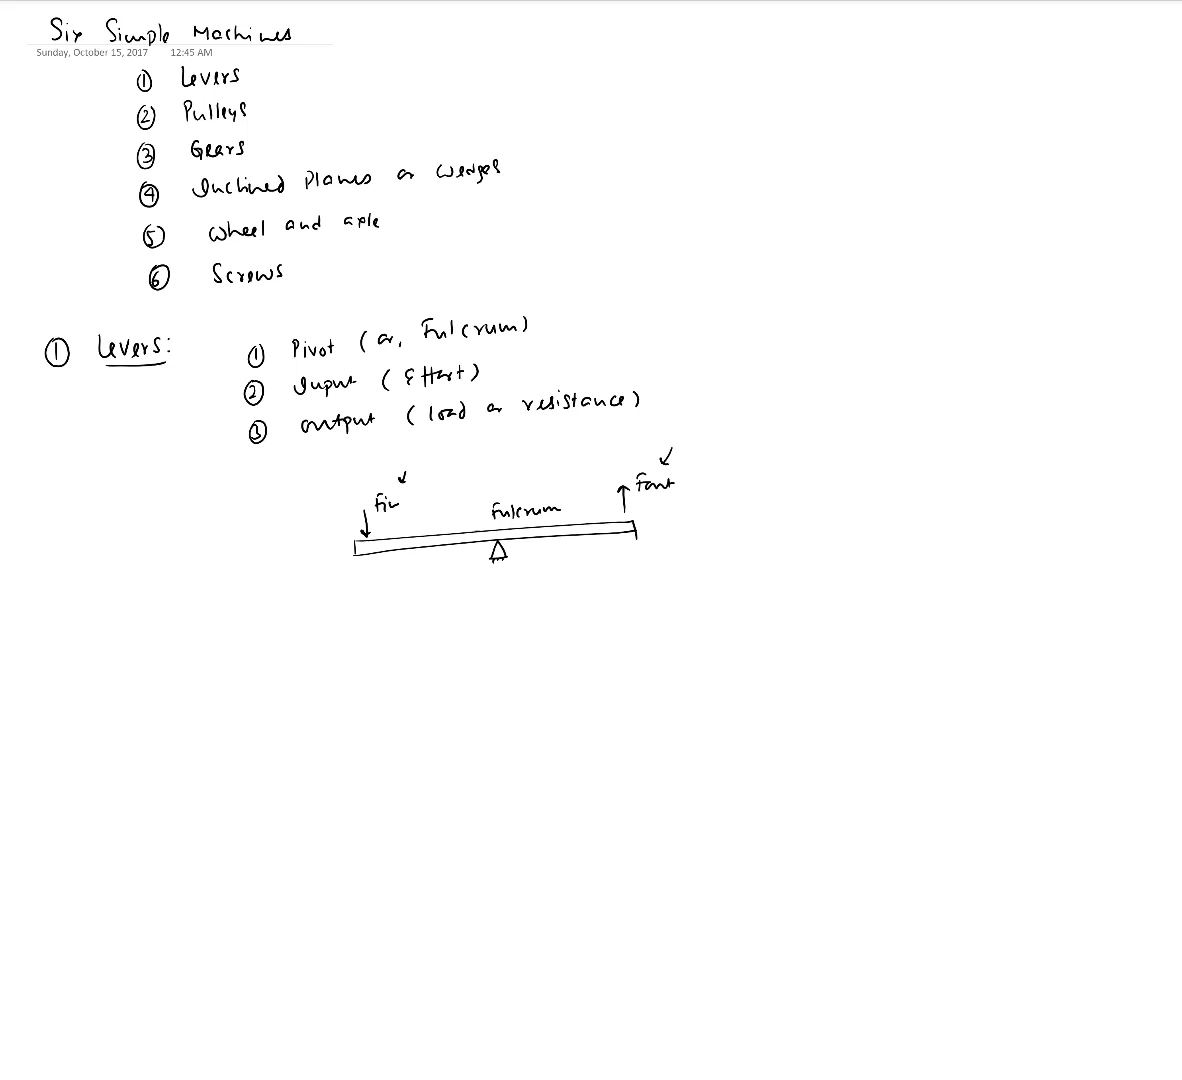 Six Simple Machines
Sunday, October 15, 2017 12:45 AM
① Levers
② Pulleys
③ Gears
④ Inclined Planes or wedges
⑤ wheel and axle
⑥ Screws
① Levers:
① Pivot (or, Fulcrum)
② Input (Effort)
③ output (load or resistance)
Fin
Fout
Fulcrum